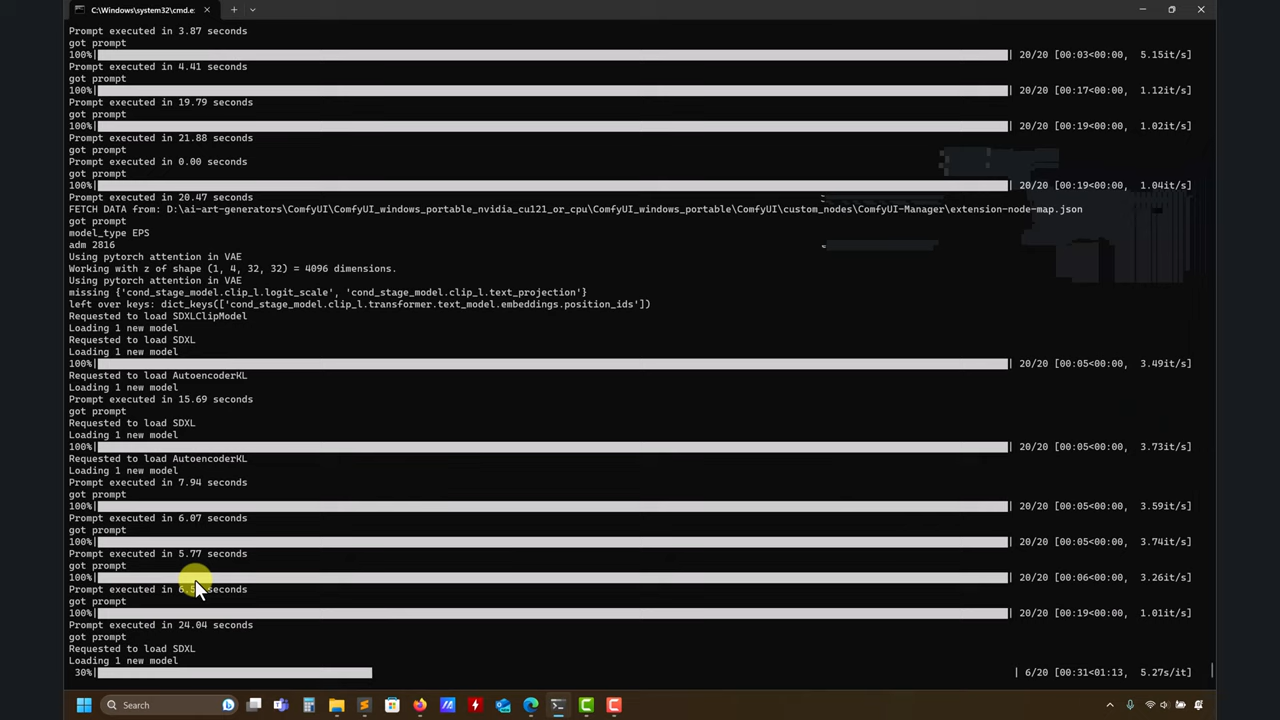 C:\Windows\system32\cmd.e
Prompt executed in 3.87 seconds
got prompt
100%| | 20/20 [00:03<00:00, 5.15it/s]
Prompt executed in 4.41 seconds
got prompt
100%| | 20/20 [00:17<00:00, 1.12it/s]
Prompt executed in 19.79 seconds
got prompt
100%| | 20/20 [00:19<00:00, 1.02it/s]
Prompt executed in 21.88 seconds
got prompt
Prompt executed in 0.00 seconds
got prompt
100%| | 20/20 [00:19<00:00, 1.04it/s]
Prompt executed in 20.47 seconds
FETCH DATA from: D:\ai-art-generators\ComfyUI\ComfyUI_windows_portable_nvidia_cu121_or_cpu\ComfyUI_windows_portable\ComfyUI\custom_nodes\ComfyUI-Manager\extension-node-map.json
got prompt
model_type EPS
adm 2816
Using pytorch attention in VAE
Working with z of shape (1, 4, 32, 32) = 4096 dimensions.
Using pytorch attention in VAE
missing {'cond_stage_model.clip_l.logit_scale', 'cond_stage_model.clip_l.text_projection'}
left over keys: dict_keys(['cond_stage_model.clip_l.transformer.text_model.embeddings.position_ids'])
Requested to load SDXLClipModel
Loading 1 new model
Requested to load SDXL
Loading 1 new model
100%| | 20/20 [00:05<00:00, 3.49it/s]
Requested to load AutoencoderKL
Loading 1 new model
Prompt executed in 15.69 seconds
got prompt
Requested to load SDXL
Loading 1 new model
100%| | 20/20 [00:05<00:00, 3.73it/s]
Requested to load AutoencoderKL
Loading 1 new model
Prompt executed in 7.94 seconds
got prompt
100%| | 20/20 [00:05<00:00, 3.59it/s]
Prompt executed in 6.07 seconds
got prompt
100%| | 20/20 [00:05<00:00, 3.74it/s]
Prompt executed in 5.77 seconds
got prompt
100%| | 20/20 [00:06<00:00, 3.26it/s]
Prompt executed in seconds
got prompt
100%| | 20/20 [00:19<00:00, 1.01it/s]
Prompt executed in 24.04 seconds
got prompt
Requested to load SDXL
Loading 1 new model
30%| | 6/20 [00:31<01:13, 5.27s/it]
Search